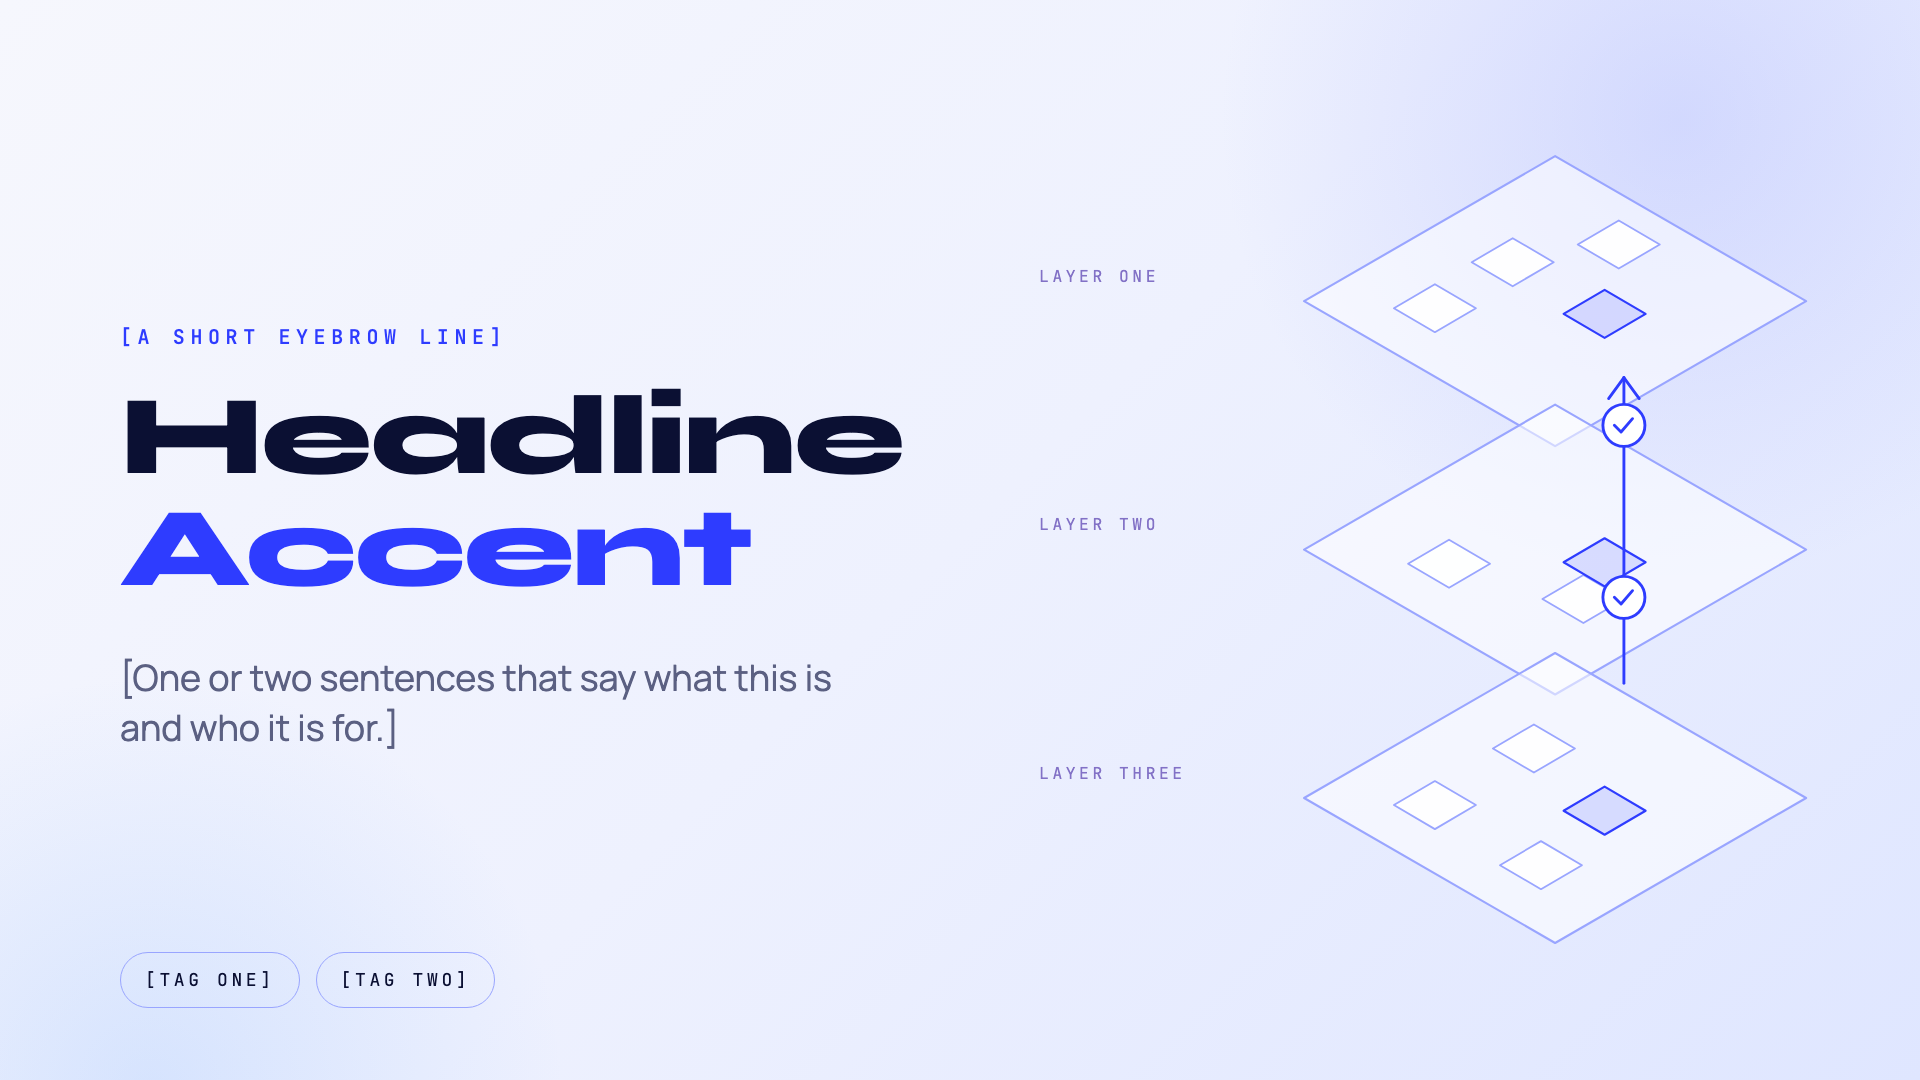 [A SHORT EYEBROW LINE]
Headline
Accent
[One or two sentences that say what this is
and who it is for.]
[TAG ONE]
[TAG TWO]
LAYER ONE
LAYER TWO
LAYER THREE